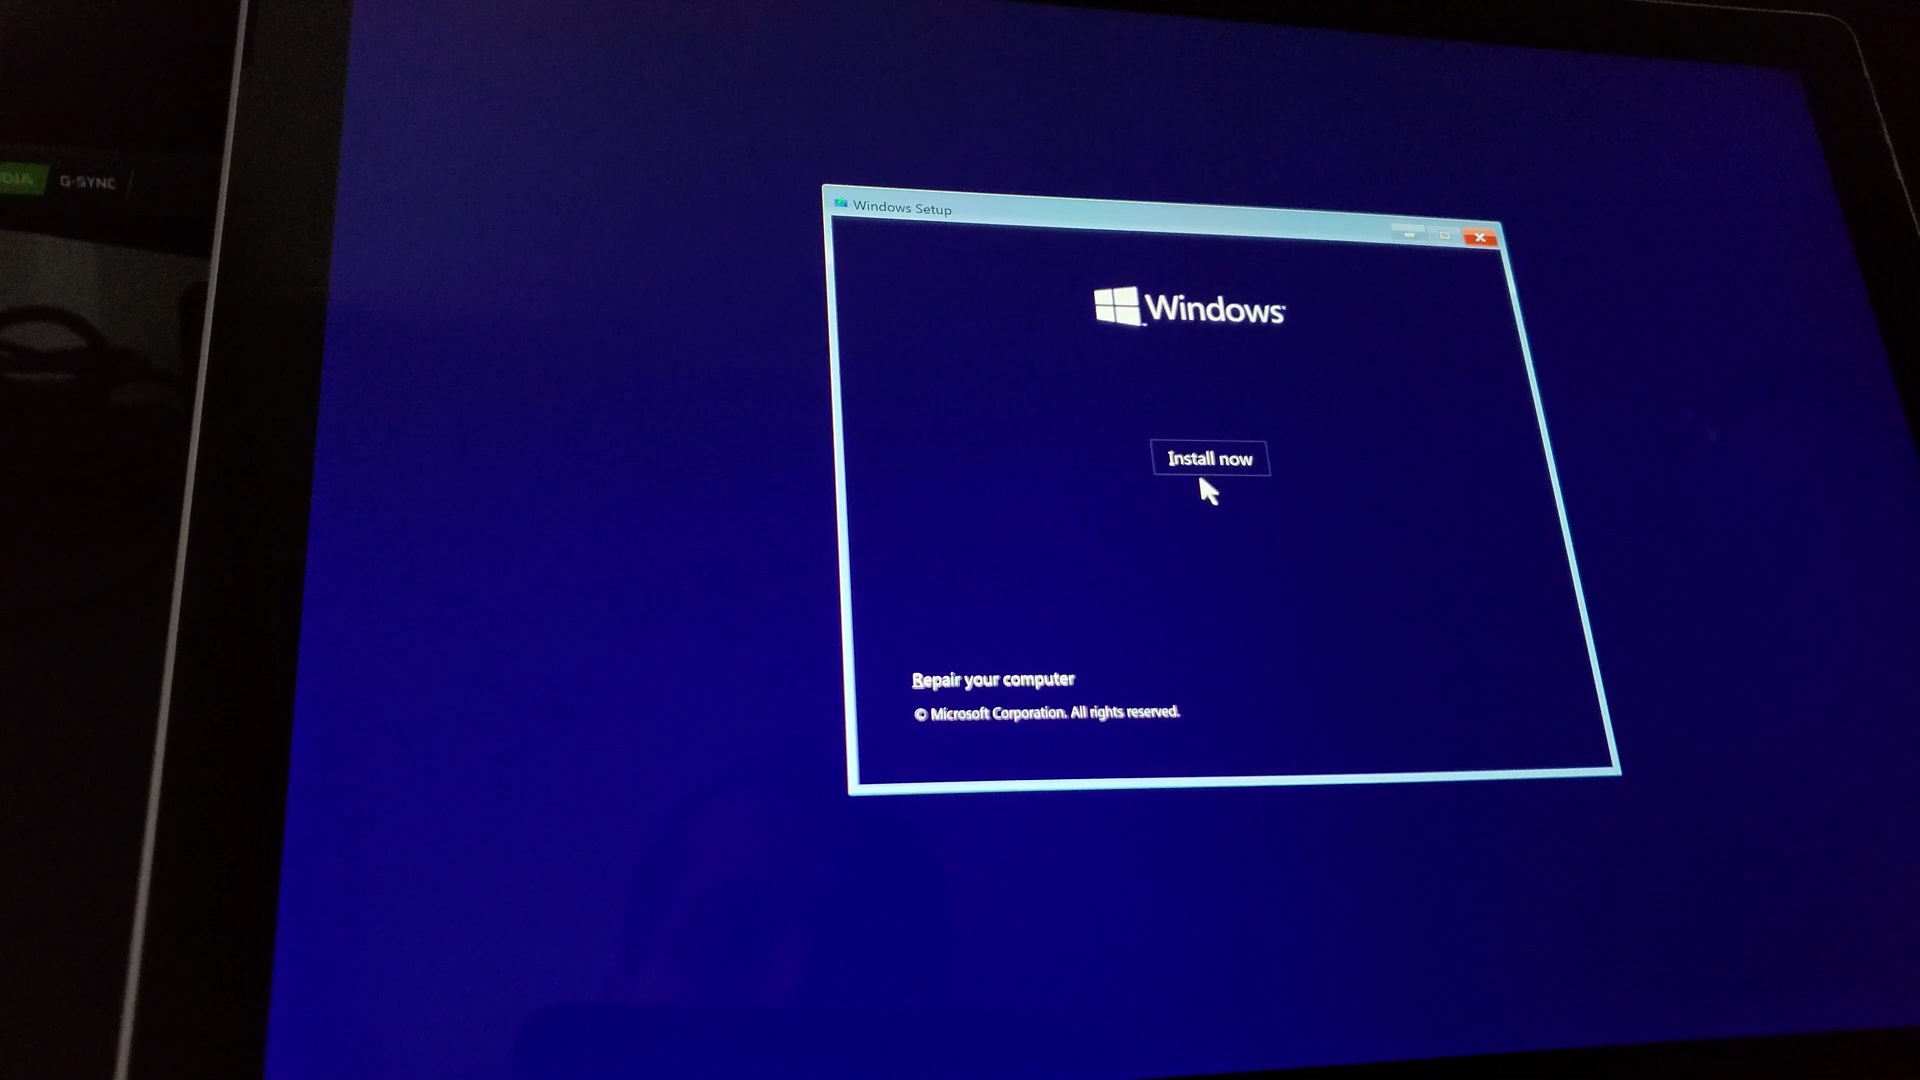 G-SYNC
Windows Setup
Windows
Install now
Repair your computer
© Microsoft Corporation. All rights reserved.